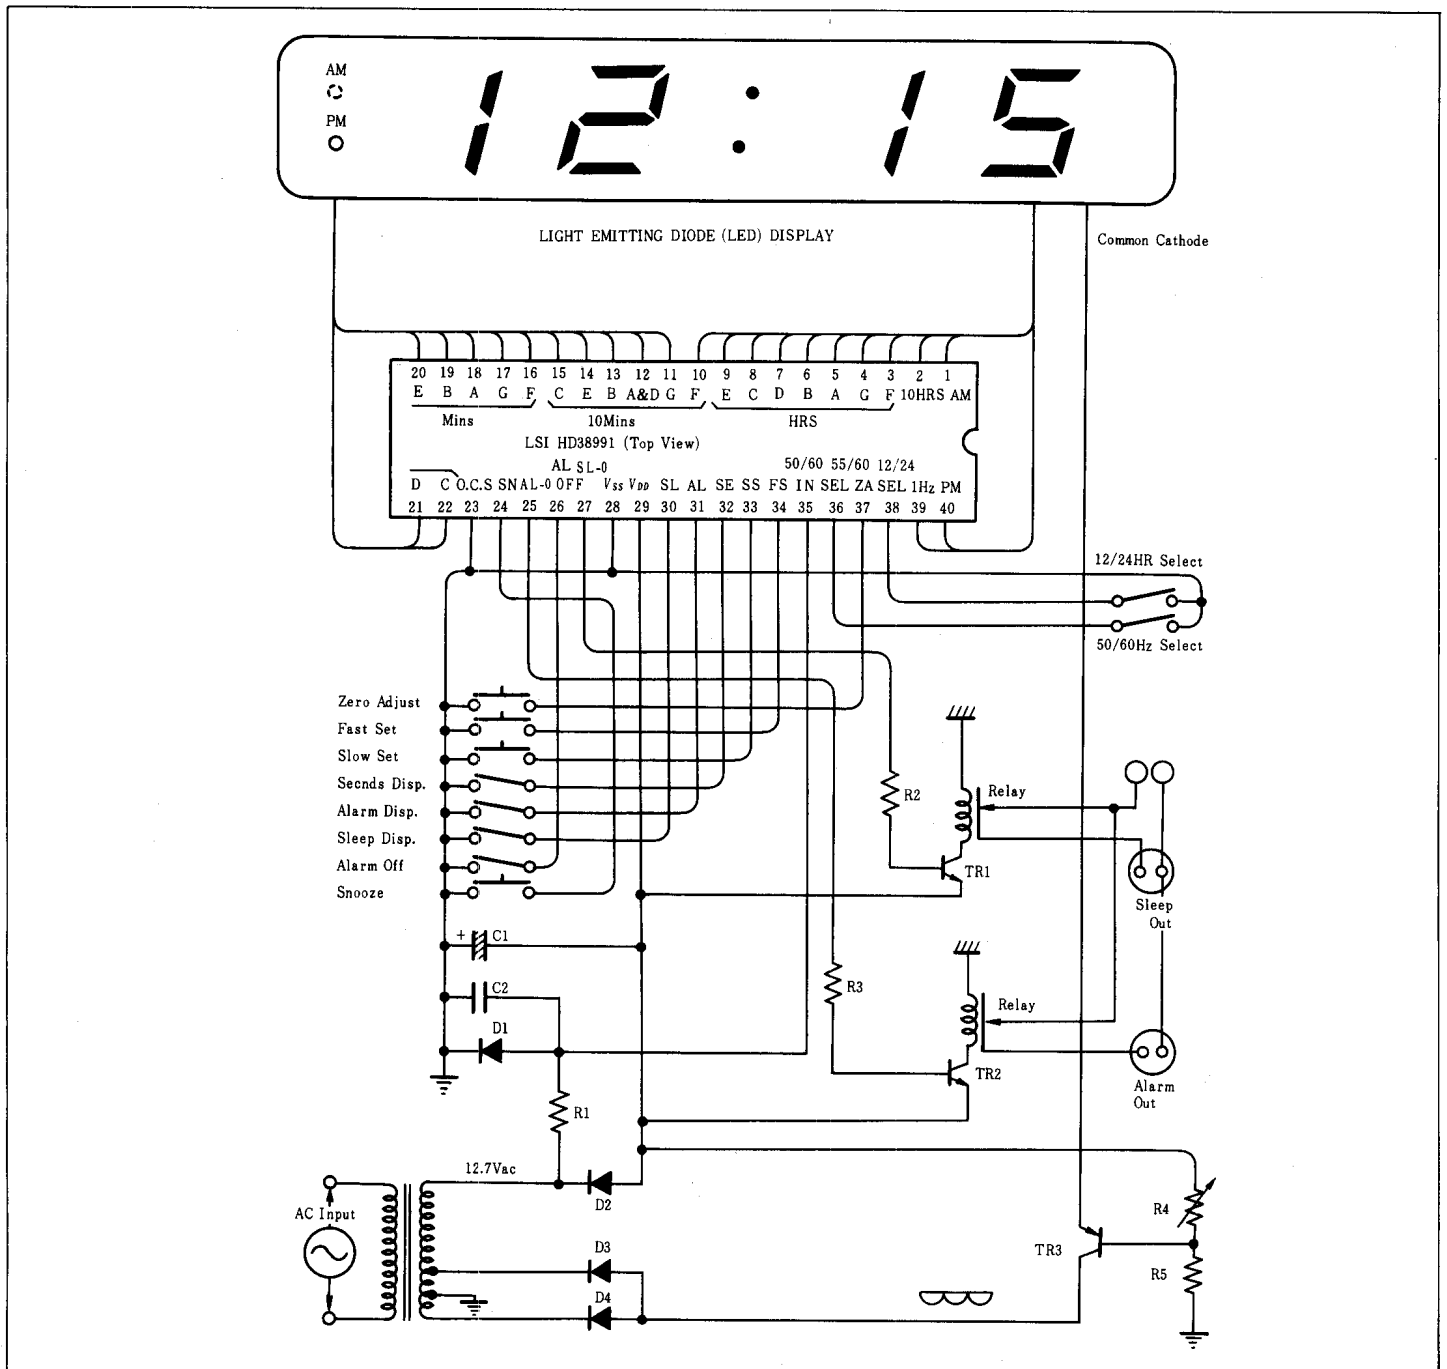 AM
PM
12:15
LIGHT EMITTING DIODE (LED) DISPLAY
Common Cathode
20 19 18 17 16 15 14 13 12 11 10 9 8 7 6 5 4 3 2 1
E B A G F C E B A&D G F E C D B A G F 10HRS AM
Mins 10Mins HRS
LSI HD38991 (Top View)
AL SL-0 50/60 55/60 12/24
D C O.C.S SN AL-0 OFF Vss VDD SL AL SE SS FS IN SEL ZA SEL 1Hz PM
21 22 23 24 25 26 27 28 29 30 31 32 33 34 35 36 37 38 39 40
12/24HR Select
50/60Hz Select
Zero Adjust
Fast Set
Slow Set
Secnds Disp.
Alarm Disp.
Sleep Disp.
Alarm Off
Snooze
R2
Relay
TR1
Sleep
Out
+ C1
C2
D1
R3
Relay
TR2
Alarm
Out
R1
12.7Vac
D2
AC Input
D3
D4
TR3
R4
R5